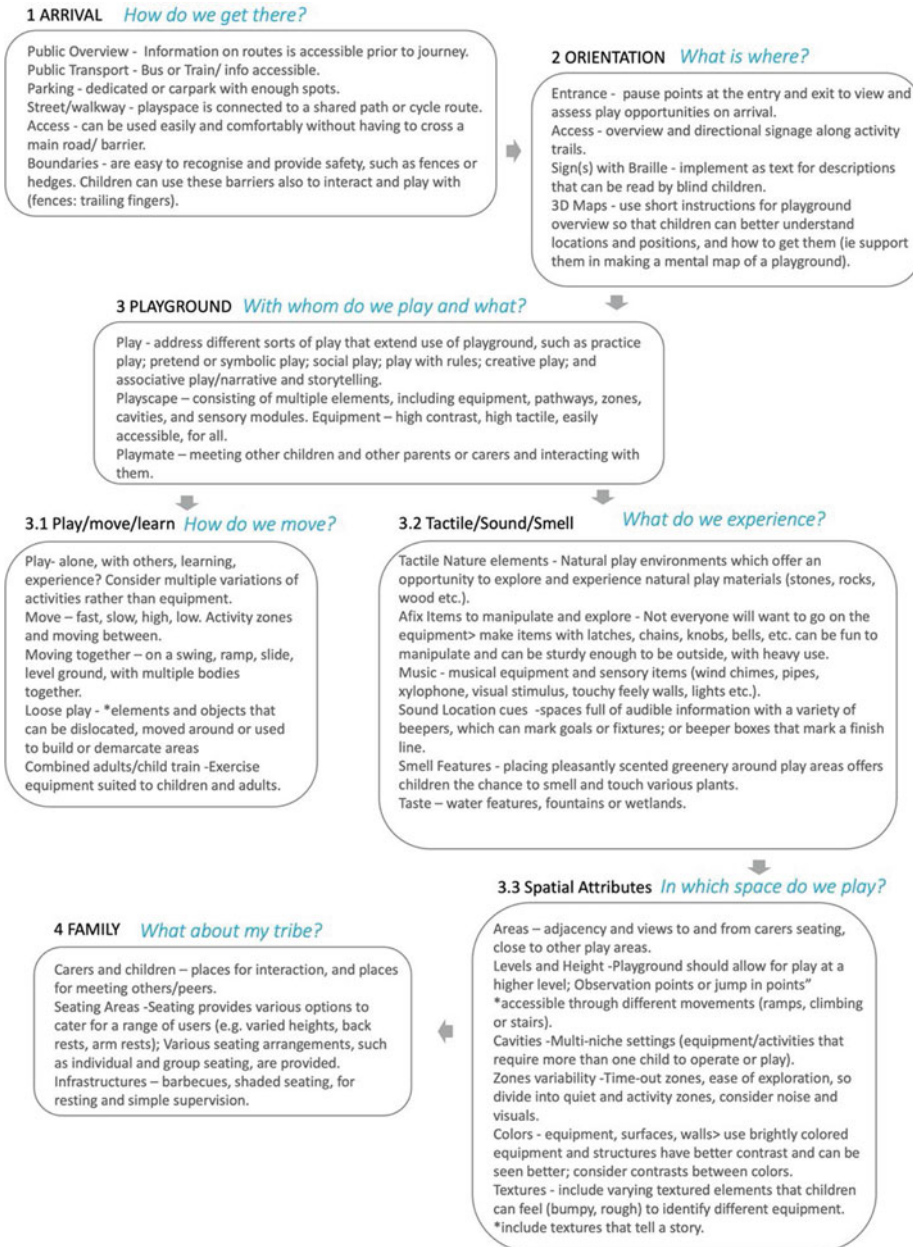 1 ARRIVAL How do we get there?
Public Overview - Information on routes is accessible prior to journey.
Public Transport - Bus or Train/ info accessible.
Parking - dedicated or carpark with enough spots.
Street/walkway - playspace is connected to a shared path or cycle route.
Access - can be used easily and comfortably without having to cross a
main road/ barrier.
Boundaries - are easy to recognise and provide safety, such as fences or
hedges. Children can use these barriers also to interact and play with
(fences: trailing fingers).
2 ORIENTATION What is where?
Entrance - pause points at the entry and exit to view and
assess play opportunities on arrival.
Access - overview and directional signage along activity
trails.
Sign(s) with Braille - implement as text for descriptions
that can be read by blind children.
3D Maps - use short instructions for playground
overview so that children can better understand
locations and positions, and how to get them (ie support
them in making a mental map of a playground).
3 PLAYGROUND With whom do we play and what?
Play - address different sorts of play that extend use of playground, such as practice
play; pretend or symbolic play; social play; play with rules; creative play; and
associative play/narrative and storytelling.
Playscape – consisting of multiple elements, including equipment, pathways, zones,
cavities, and sensory modules. Equipment – high contrast, high tactile, easily
accessible, for all.
Playmate – meeting other children and other parents or carers and interacting with
them.
3.1 Play/move/learn How do we move?
Play- alone, with others, learning,
experience? Consider multiple variations of
activities rather than equipment.
Move – fast, slow, high, low. Activity zones
and moving between.
Moving together – on a swing, ramp, slide,
level ground, with multiple bodies
together.
Loose play - *elements and objects that
can be dislocated, moved around or used
to build or demarcate areas
Combined adults/child train -Exercise
equipment suited to children and adults.
3.2 Tactile/Sound/Smell What do we experience?
Tactile Nature elements - Natural play environments which offer an
opportunity to explore and experience natural play materials (stones, rocks,
wood etc.).
Afix Items to manipulate and explore - Not everyone will want to go on the
equipment> make items with latches, chains, knobs, bells, etc. can be fun to
manipulate and can be sturdy enough to be outside, with heavy use.
Music - musical equipment and sensory items (wind chimes, pipes,
xylophone, visual stimulus, touchy feely walls, lights etc.).
Sound Location cues -spaces full of audible information with a variety of
beepers, which can mark goals or fixtures; or beeper boxes that mark a finish
line.
Smell Features - placing pleasantly scented greenery around play areas offers
children the chance to smell and touch various plants.
Taste – water features, fountains or wetlands.
3.3 Spatial Attributes In which space do we play?
Areas – adjacency and views to and from carers seating,
close to other play areas.
Levels and Height -Playground should allow for play at a
higher level; Observation points or jump in points”
*accessible through different movements (ramps, climbing
or stairs).
Cavities -Multi-niche settings (equipment/activities that
require more than one child to operate or play).
Zones variability -Time-out zones, ease of exploration, so
divide into quiet and activity zones, consider noise and
visuals.
Colors - equipment, surfaces, walls> use brightly colored
equipment and structures have better contrast and can be
seen better; consider contrasts between colors.
Textures - include varying textured elements that children
can feel (bumpy, rough) to identify different equipment.
*include textures that tell a story.
4 FAMILY What about my tribe?
Carers and children – places for interaction, and places
for meeting others/peers.
Seating Areas -Seating provides various options to
cater for a range of users (e.g. varied heights, back
rests, arm rests); Various seating arrangements, such
as individual and group seating, are provided.
Infrastructures – barbecues, shaded seating, for
resting and simple supervision.